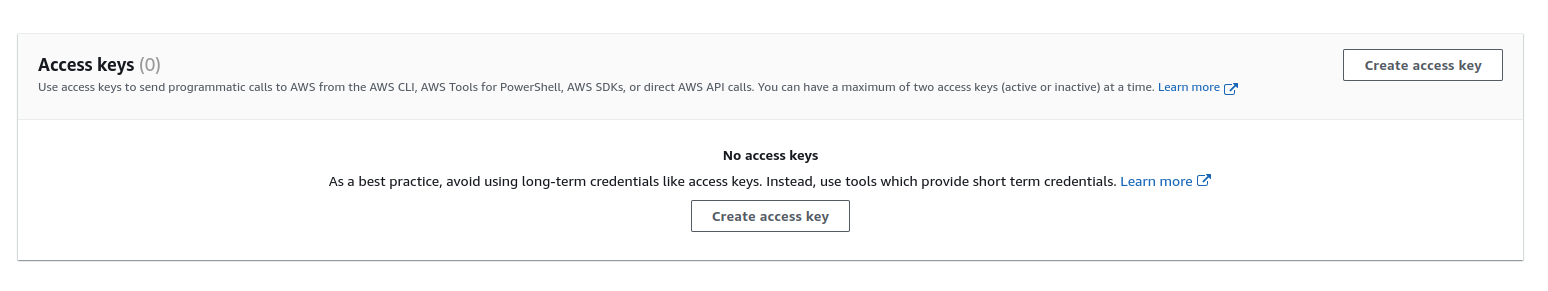 Access keys (0)
Create access key
Use access keys to send programmatic calls to AWS from the AWS CLI, AWS Tools for PowerShell, AWS SDKs, or direct AWS API calls. You can have a maximum of two access keys (active or inactive) at a time. Learn more
No access keys
As a best practice, avoid using long-term credentials like access keys. Instead, use tools which provide short term credentials. Learn more
Create access key